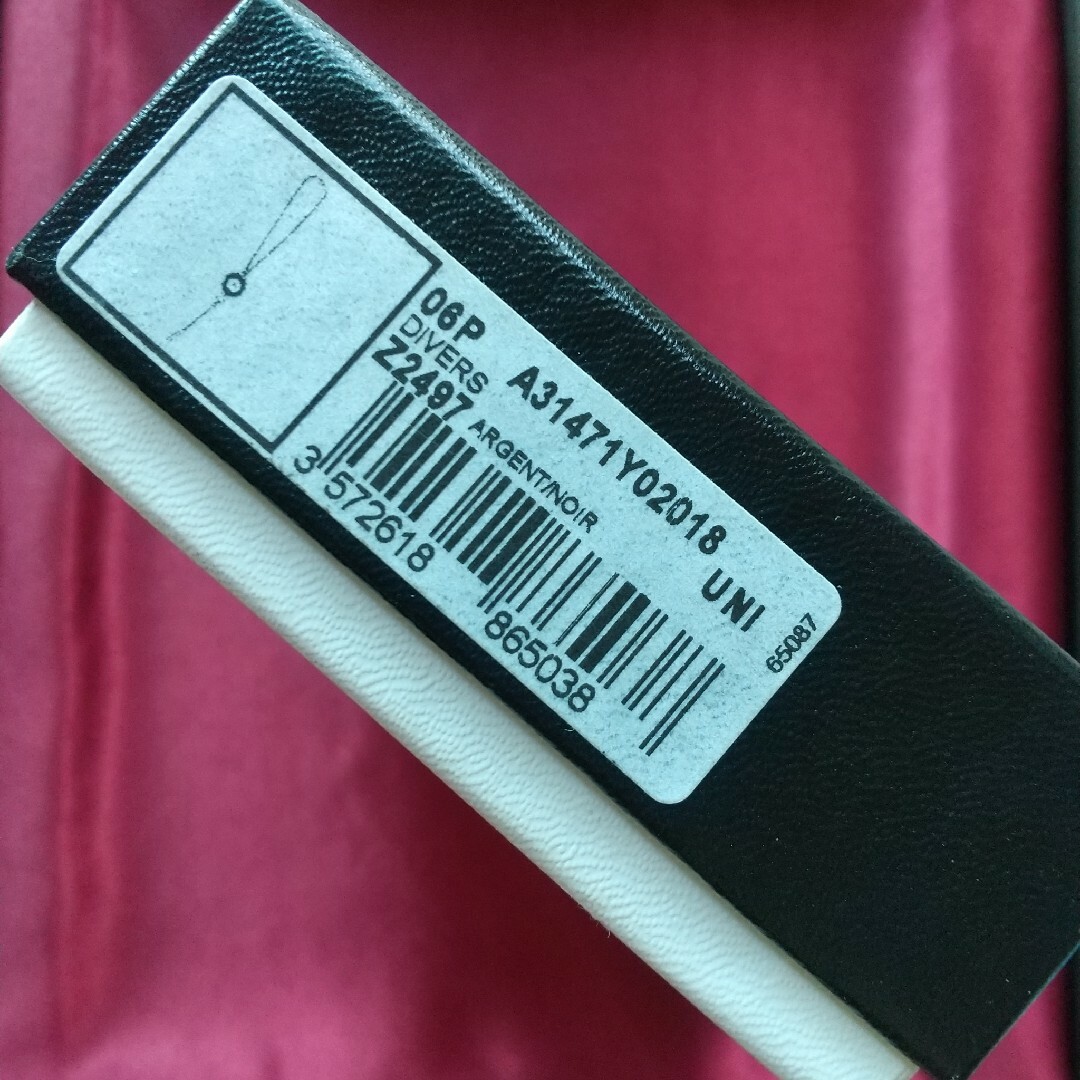 06P A31471Y02018 UNI
DIVERS
Z2497 ARGENT/NOIR
3 572618 865038
65087